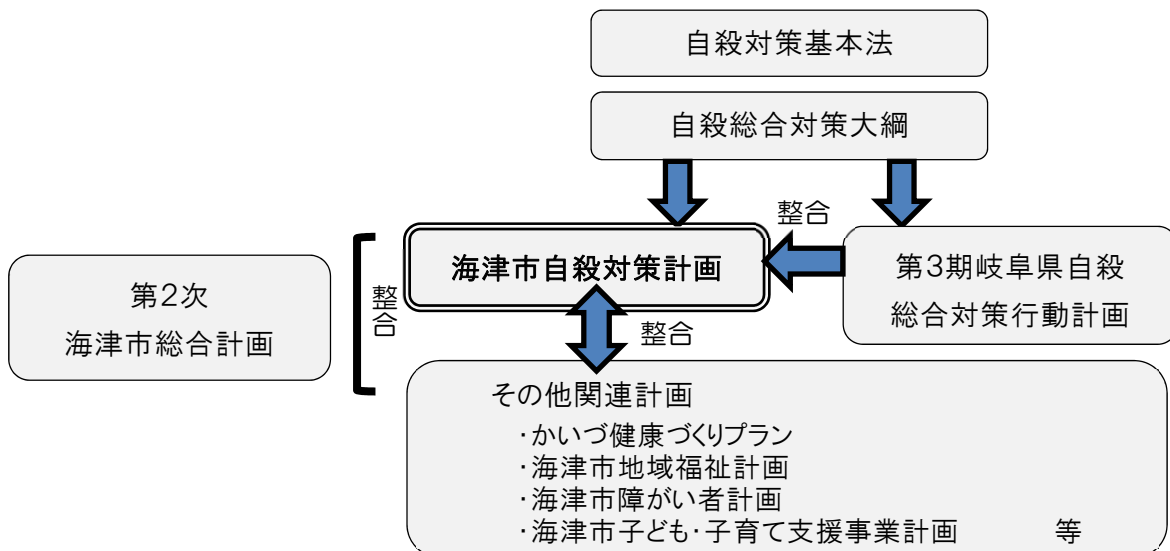 自殺対策基本法
自殺総合対策大綱
整合
海津市自殺対策計画
第3期岐阜県自殺
総合対策行動計画
第2次
海津市総合計画
整合
整合
その他関連計画
・かいづ健康づくりプラン
・海津市地域福祉計画
・海津市障がい者計画
・海津市子ども・子育て支援事業計画 等